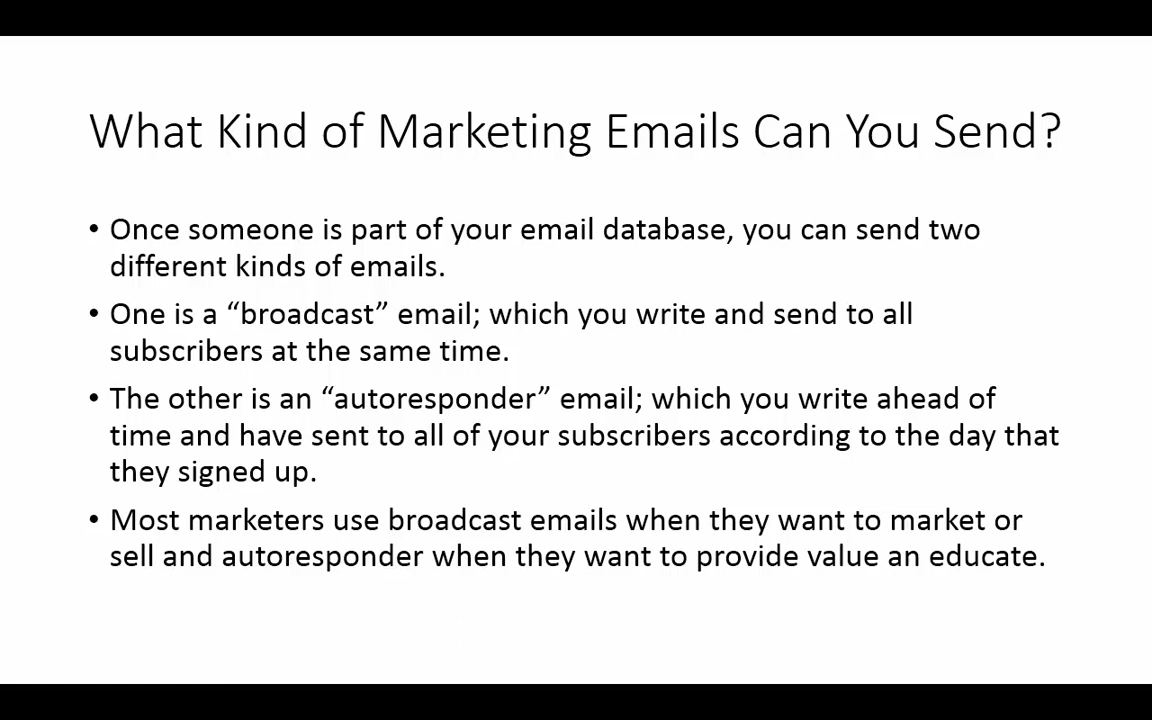 What Kind of Marketing Emails Can You Send?
• Once someone is part of your email database, you can send two
different kinds of emails.
• One is a “broadcast” email; which you write and send to all
subscribers at the same time.
• The other is an “autoresponder” email; which you write ahead of
time and have sent to all of your subscribers according to the day that
they signed up.
• Most marketers use broadcast emails when they want to market or
sell and autoresponder when they want to provide value an educate.